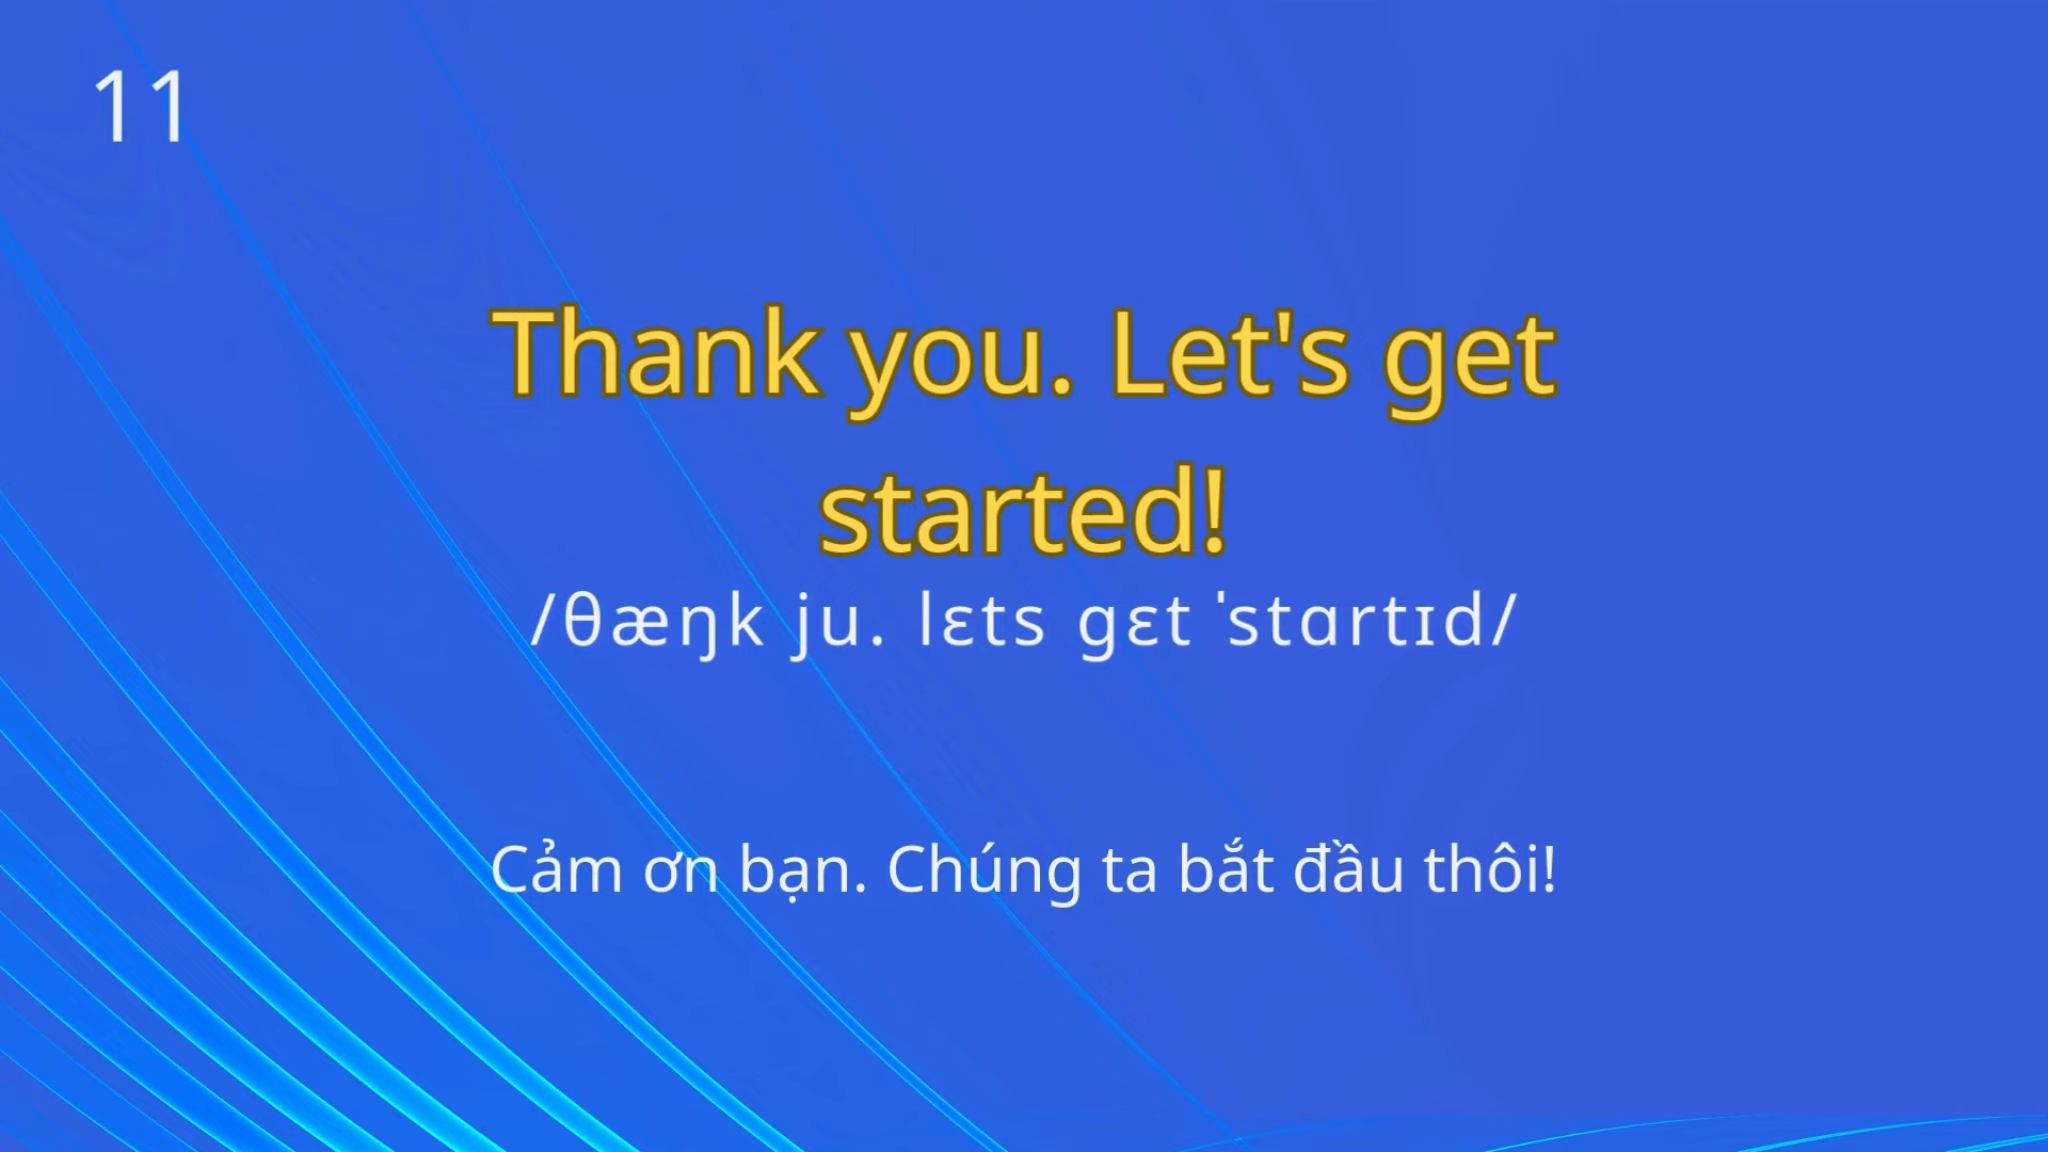 11
Thank you. Let's get
started!
/θæŋk ju. lɛts gɛt ˈstɑrtɪd/
Cảm ơn bạn. Chúng ta bắt đầu thôi!